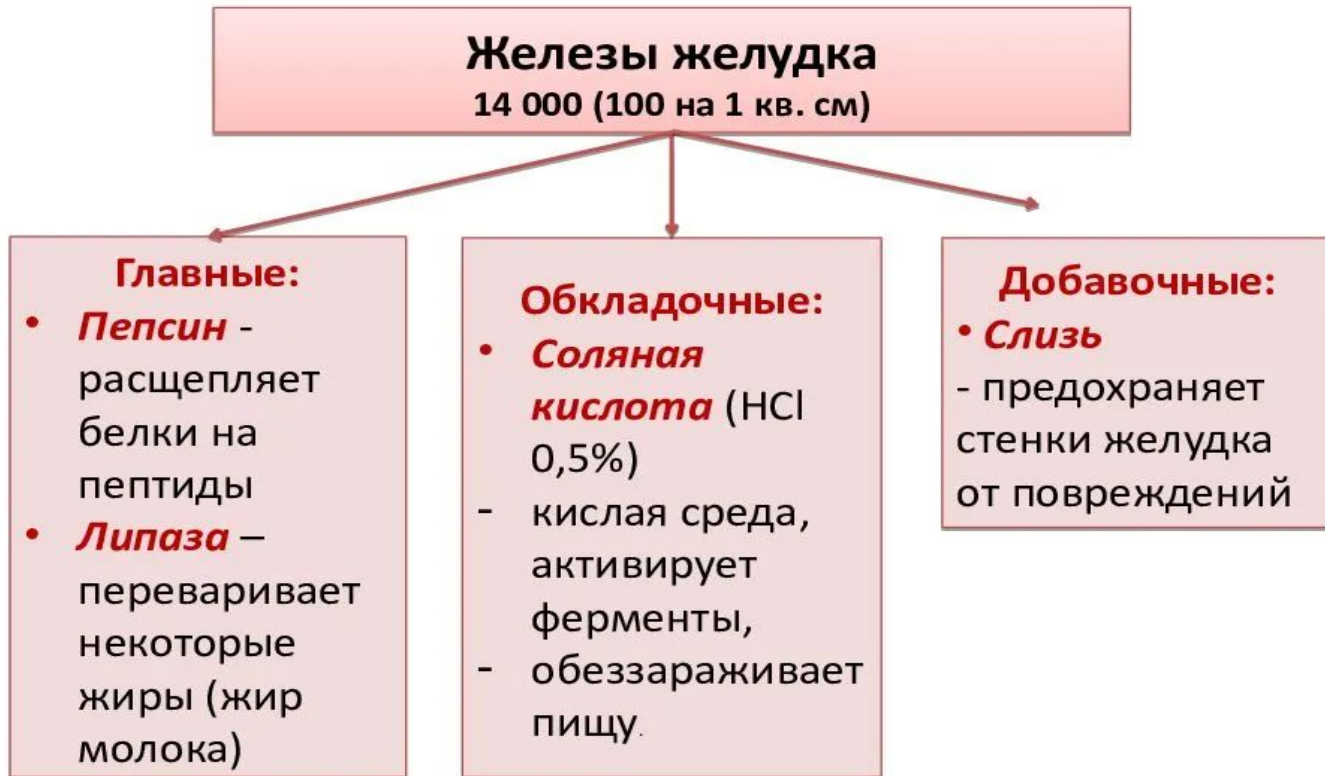 Железы желудка
14 000 (100 на 1 кв. см)
Главные:
• Пепсин -
расщепляет
белки на
пептиды
• Липаза –
переваривает
некоторые
жиры (жир
молока)
Обкладочные:
• Соляная
кислота (HCl
0,5%)
- кислая среда,
активирует
ферменты,
- обеззараживает
пищу.
Добавочные:
• Слизь
- предохраняет
стенки желудка
от повреждений